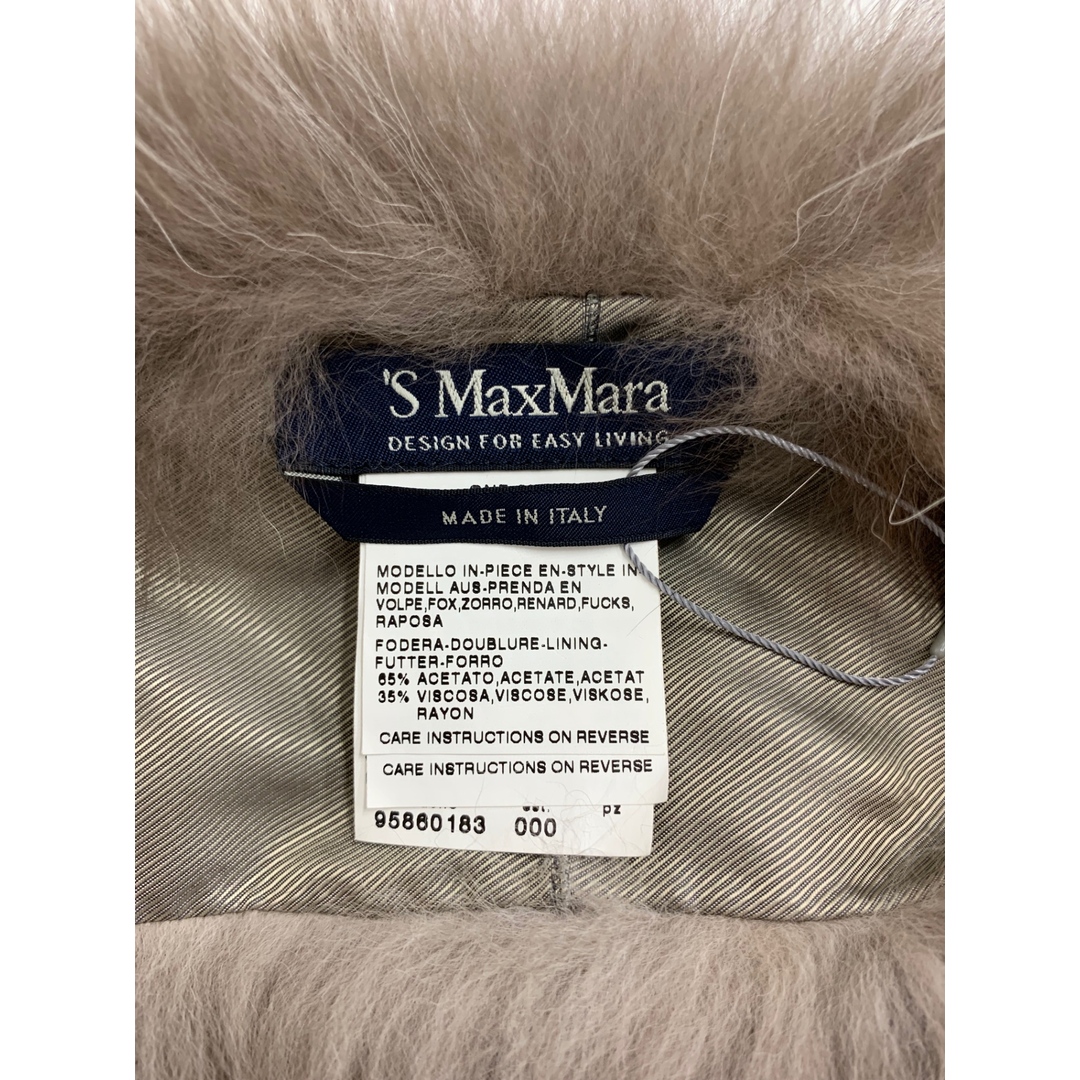 'S MaxMara
DESIGN FOR EASY LIVING
MADE IN ITALY
MODELLO IN-PIECE EN-STYLE IN-
MODELL AUS-PRENDA EN
VOLPE,FOX,ZORRO,RENARD,FUCKS,
RAPOSA
FODERA-DOUBLURE-LINING-
FUTTER-FORRO
65% ACETATO,ACETATE,ACETAT
35% VISCOSA,VISCOSE,VISKOSE,
RAYON
CARE INSTRUCTIONS ON REVERSE
CARE INSTRUCTIONS ON REVERSE
pz
95860183 000